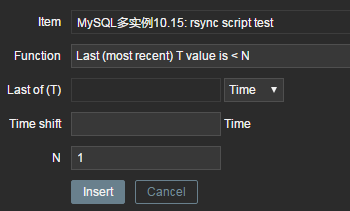 Item MySQL多实例10.15: rsync script test
Function Last (most recent) T value is < N
Last of (T) Time
Time shift Time
N 1
Insert Cancel